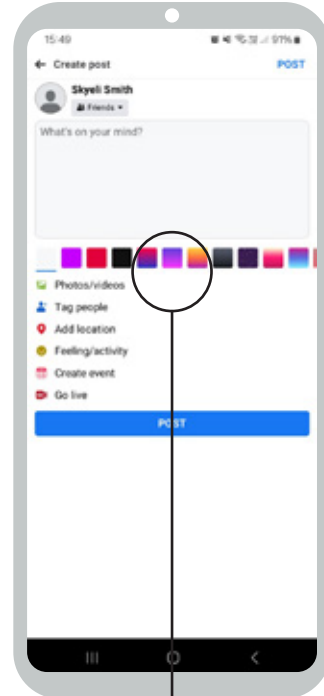 15:49
91%
← Create post POST
Skyeli Smith
Friends
What's on your mind?
Photos/videos
Tag people
Add location
Feeling/activity
Create event
Go live
POST